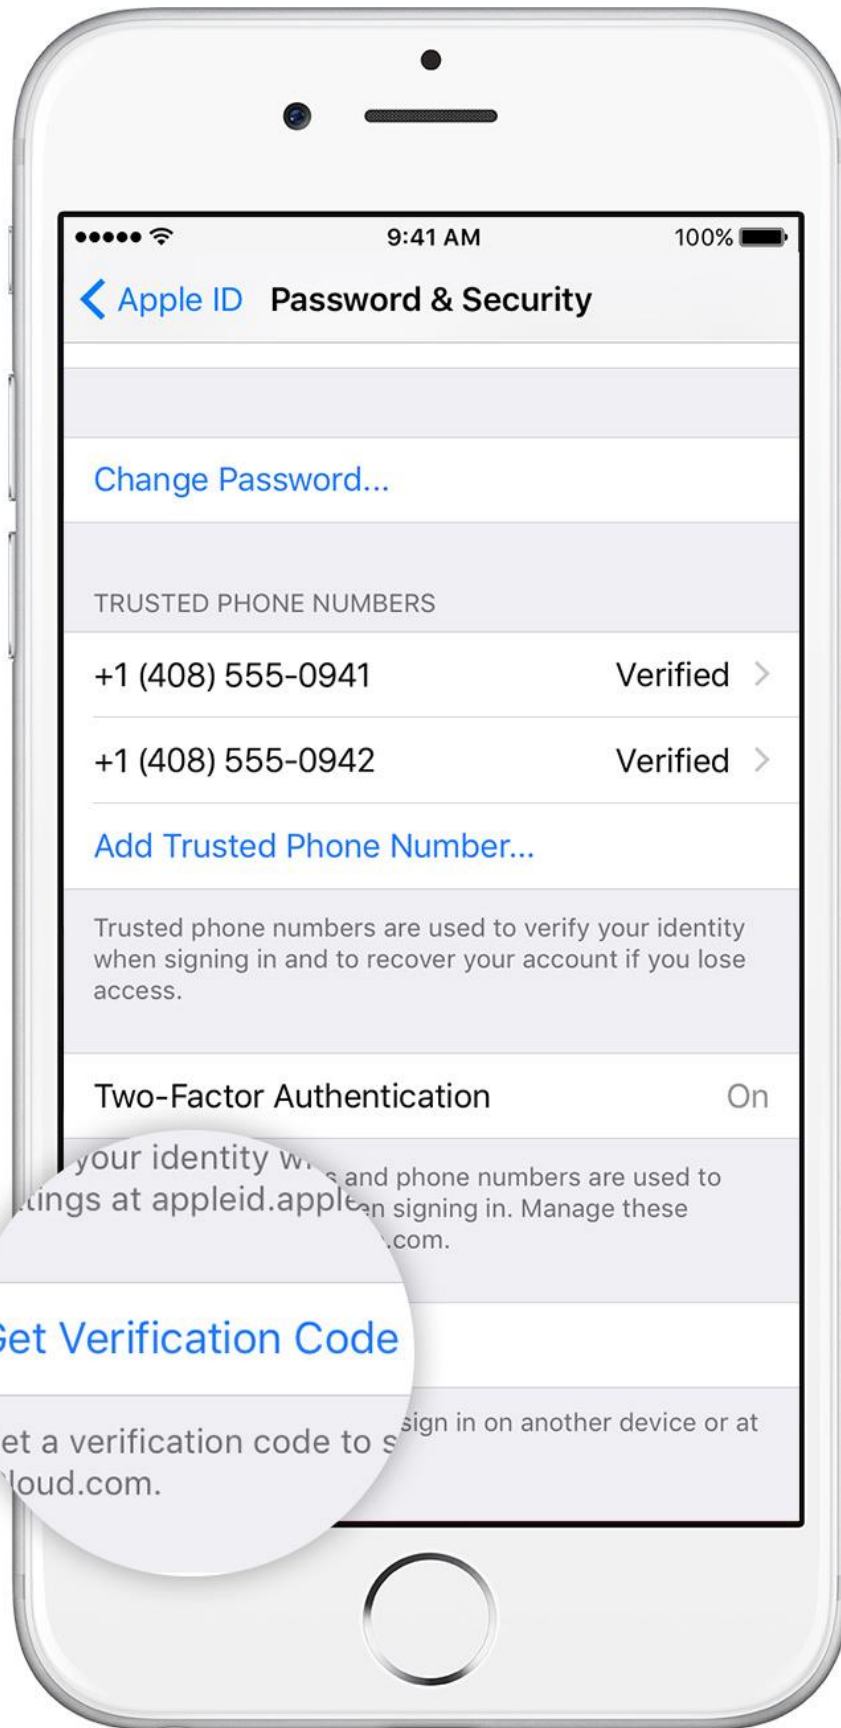 9:41 AM 100%
Apple ID Password & Security
Change Password...
TRUSTED PHONE NUMBERS
+1 (408) 555-0941 Verified
+1 (408) 555-0942 Verified
Add Trusted Phone Number...
Trusted phone numbers are used to verify your identity
when signing in and to recover your account if you lose
access.
Two-Factor Authentication On
and phone numbers are used to
signing in. Manage these
.com.
your identity
at appleid.apple
Get Verification Code
sign in on another device or at
a verification code to
loud.com.